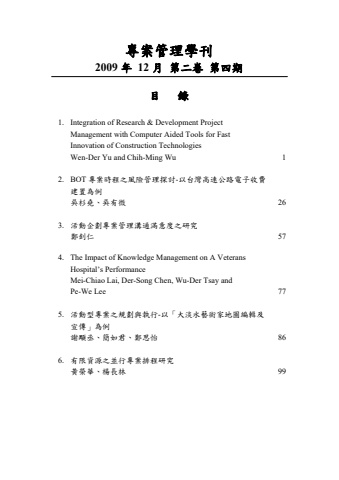 專案管理學刊
2009 年 12 月 第二卷 第四期
目 錄
1. Integration of Research & Development Project
Management with Computer Aided Tools for Fast
Innovation of Construction Technologies
Wen-Der Yu and Chih-Ming Wu 1
2. BOT 專案時程之風險管理探討-以台灣高速公路電子收費
建置為例
吳杉堯、吳有微 26
3. 活動企劃專案管理溝通滿意度之研究
鄭釗仁 57
4. The Impact of Knowledge Management on A Veterans
Hospital's Performance
Mei-Chiao Lai, Der-Song Chen, Wu-Der Tsay and
Pe-We Lee 77
5. 活動型專案之規劃與執行-以「大淡水藝術家地圖編輯及
宣傳」為例
謝顒丞、簡如君、鄭思怡 86
6. 有限資源之並行專案排程研究
黃榮華、楊長林 99